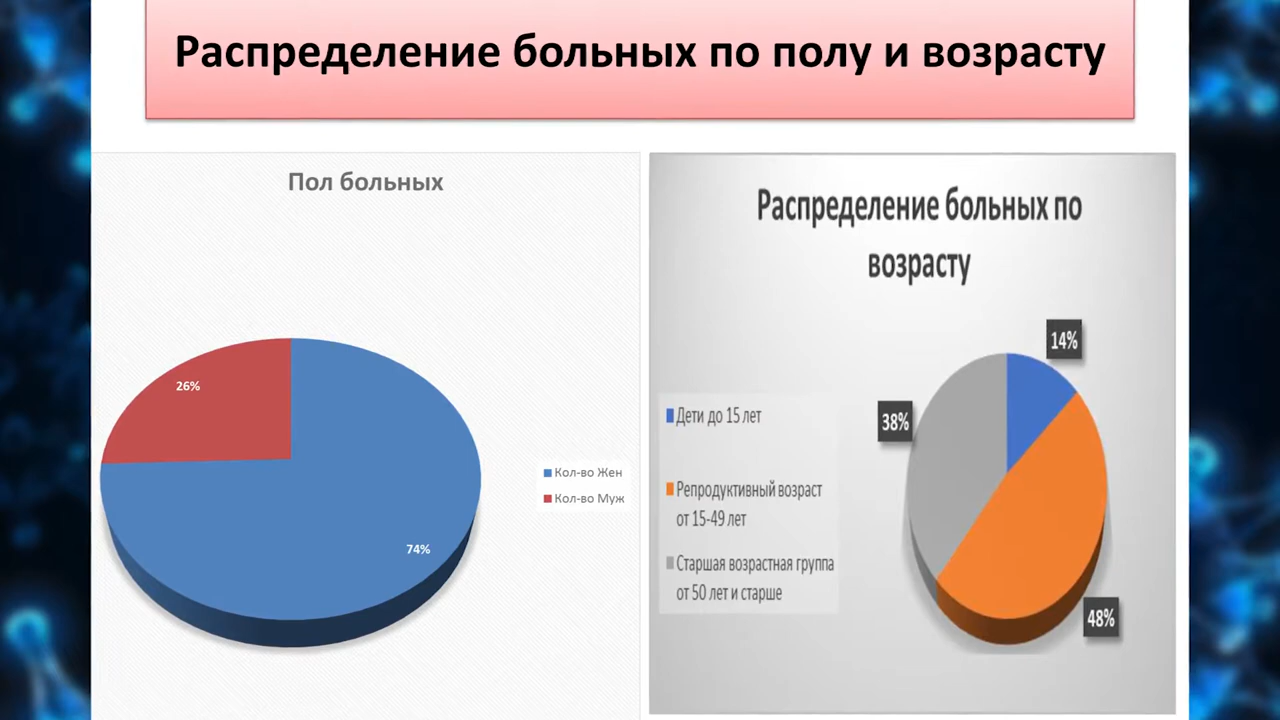 Распределение больных по полу и возрасту
Пол больных
26%
74%
Кол-во Жен
Кол-во Муж
Распределение больных по
возрасту
14%
38%
48%
Дети до 15 лет
Репродуктивный возраст
от 15-49 лет
Старшая возрастная группа
от 50 лет и старше